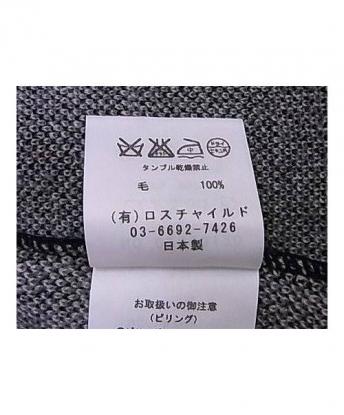 タンブル乾燥禁止
毛 100%
(有)ロスチャイルド
03-6692-7426
日本製
お取扱いの御注意
(ピリング)